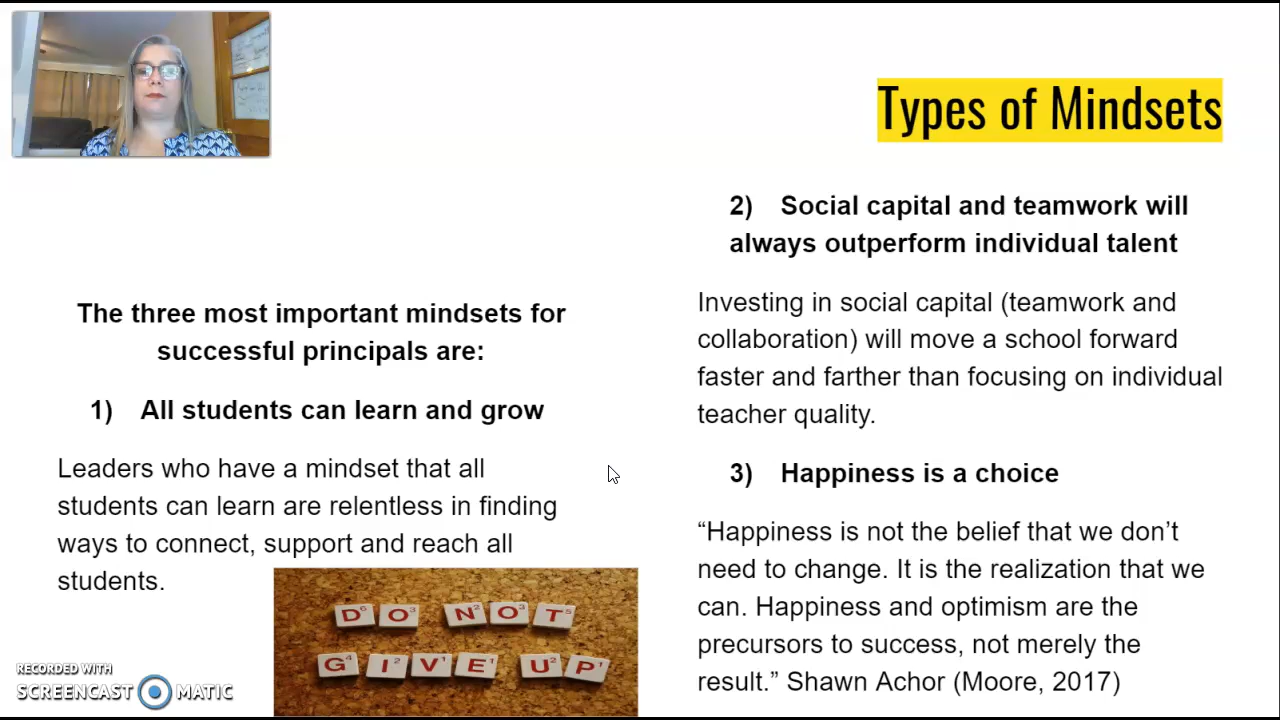 Types of Mindsets
The three most important mindsets for
successful principals are:
1) All students can learn and grow
Leaders who have a mindset that all
students can learn are relentless in finding
ways to connect, support and reach all
students.
DO NOT
GIVE UP
2) Social capital and teamwork will
always outperform individual talent
Investing in social capital (teamwork and
collaboration) will move a school forward
faster and farther than focusing on individual
teacher quality.
3) Happiness is a choice
“Happiness is not the belief that we don’t
need to change. It is the realization that we
can. Happiness and optimism are the
precursors to success, not merely the
result.” Shawn Achor (Moore, 2017)
RECORDED WITH
SCREENCAST MATIC